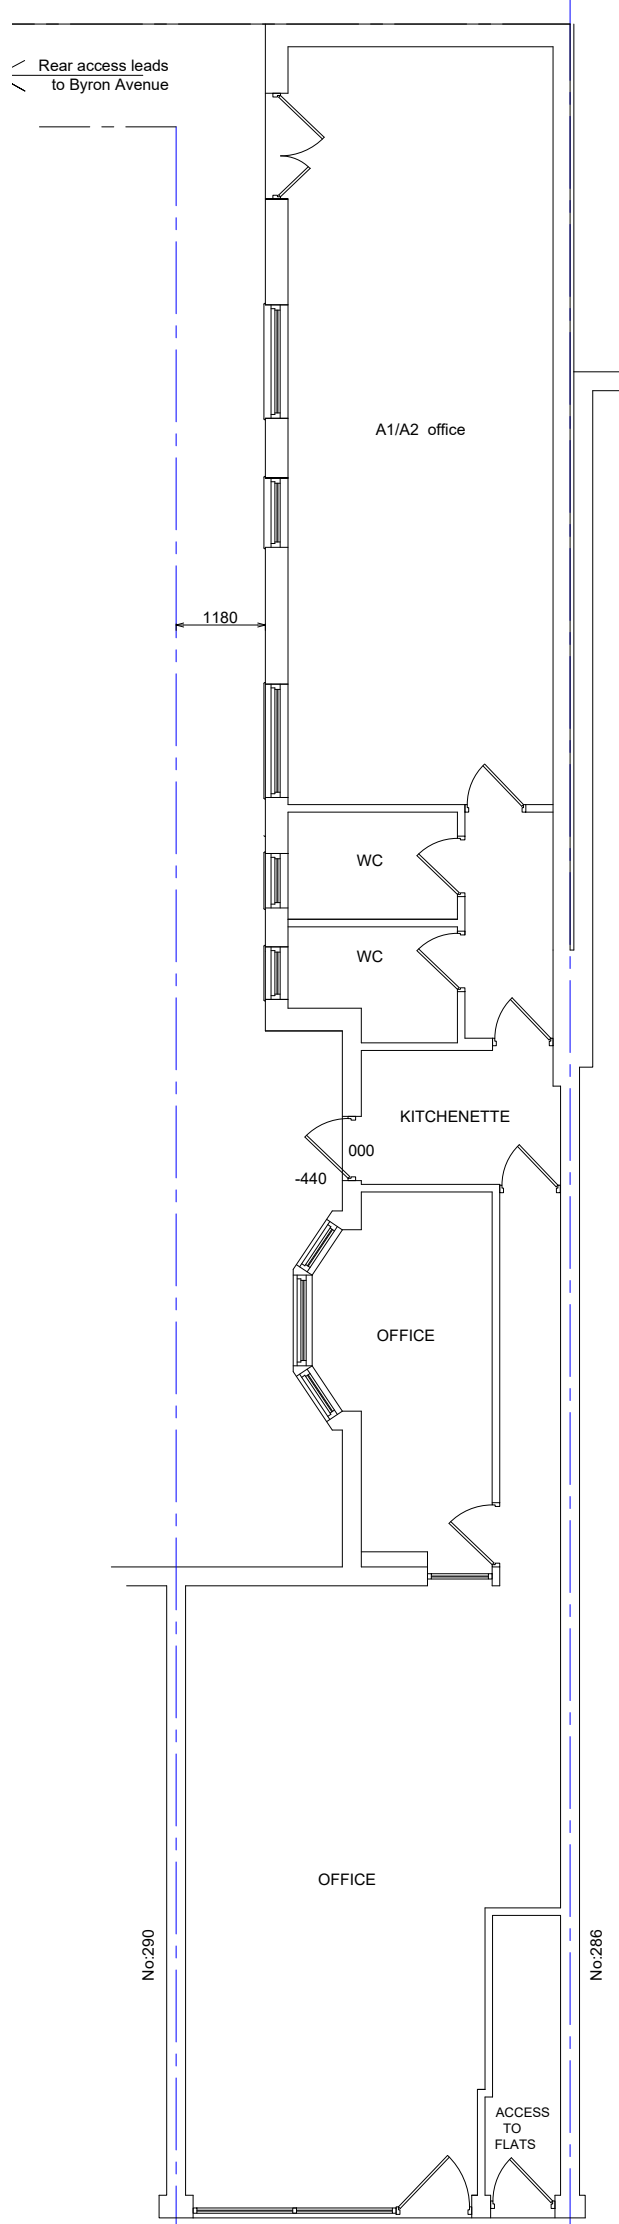 Rear access leads
to Byron Avenue
A1/A2 office
1180
WC
WC
KITCHENETTE
000
-440
OFFICE
OFFICE
No:290
No:286
ACCESS
TO
FLATS